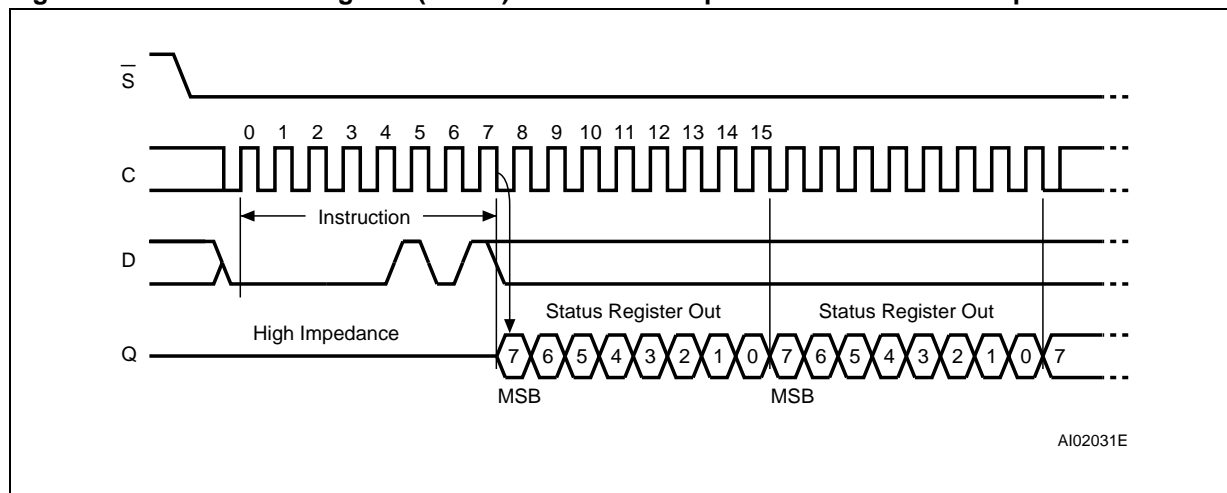 S
0 1 2 3 4 5 6 7 8 9 10 11 12 13 14 15
C
Instruction
D
Status Register Out Status Register Out
High Impedance
Q 7 6 5 4 3 2 1 0 7 6 5 4 3 2 1 0 7
MSB MSB
AI02031E